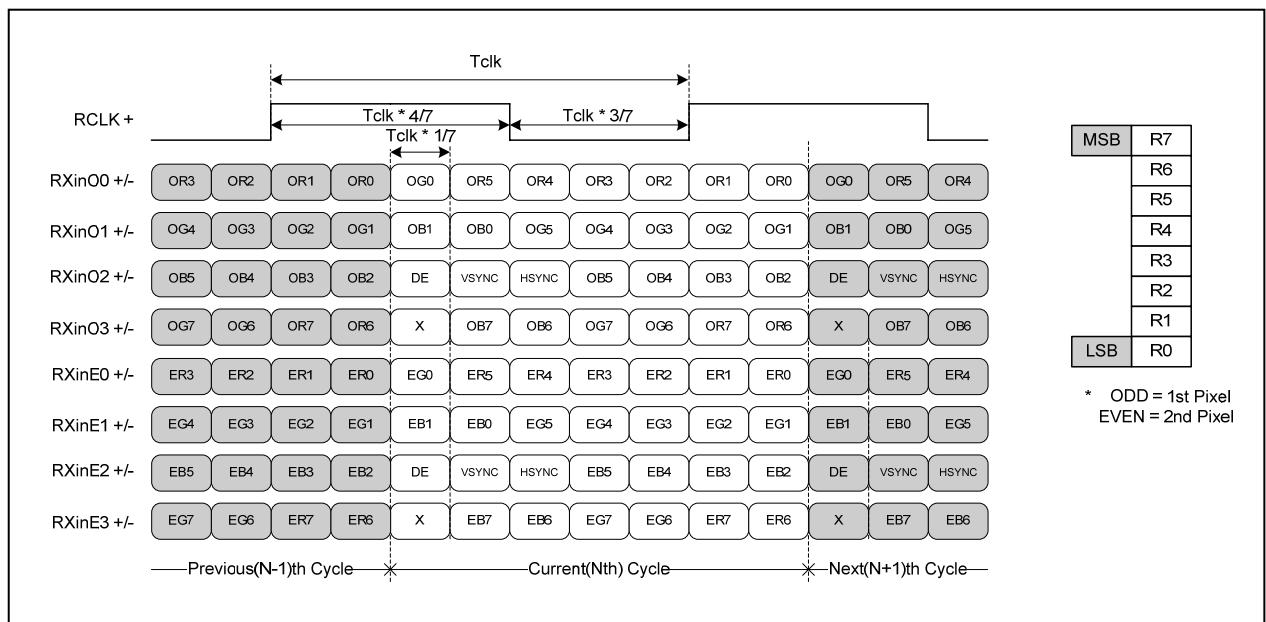 Tclk
RCLK +
Tclk * 4/7
Tclk * 3/7
Tclk * 1/7
RXinO0 +/- OR3 OR2 OR1 OR0 OG0 OR5 OR4 OR3 OR2 OR1 OR0 OG0 OR5 OR4
RXinO1 +/- OG4 OG3 OG2 OG1 OB1 OB0 OG5 OG4 OG3 OG2 OG1 OB1 OB0 OG5
RXinO2 +/- OB5 OB4 OB3 OB2 DE VSYNC HSYNC OB5 OB4 OB3 OB2 DE VSYNC HSYNC
RXinO3 +/- OG7 OG6 OR7 OR6 X OB7 OB6 OG7 OG6 OR7 OR6 X OB7 OB6
RXinE0 +/- ER3 ER2 ER1 ER0 EG0 ER5 ER4 ER3 ER2 ER1 ER0 EG0 ER5 ER4
RXinE1 +/- EG4 EG3 EG2 EG1 EB1 EB0 EG5 EG4 EG3 EG2 EG1 EB1 EB0 EG5
RXinE2 +/- EB5 EB4 EB3 EB2 DE VSYNC HSYNC EB5 EB4 EB3 EB2 DE VSYNC HSYNC
RXinE3 +/- EG7 EG6 ER7 ER6 X EB7 EB6 EG7 EG6 ER7 ER6 X EB7 EB6
Previous(N-1)th Cycle Current(Nth) Cycle Next(N+1)th Cycle
MSB R7
R6
R5
R4
R3
R2
R1
LSB R0
* ODD = 1st Pixel
EVEN = 2nd Pixel